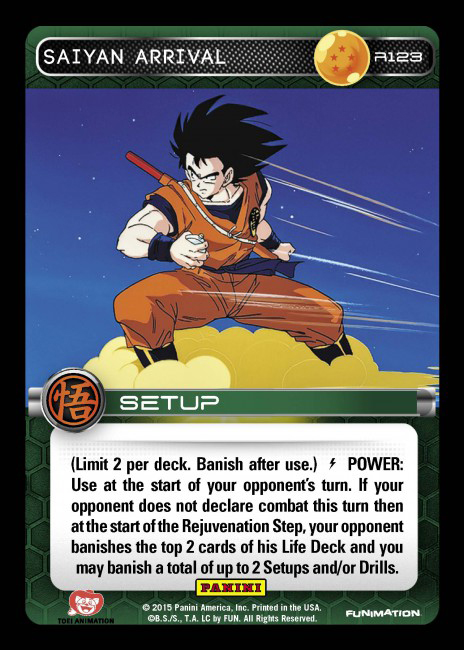 SAIYAN ARRIVAL
R123
悟 SETUP
(Limit 2 per deck. Banish after use.) POWER:
Use at the start of your opponent's turn. If your
opponent does not declare combat this turn then
at the start of the Rejuvenation Step, your opponent
banishes the top 2 cards of his Life Deck and you
may banish a total of up to 2 Setups and/or Drills.
PANINI
TOEI ANIMATION
© 2015 Panini America, Inc. Printed in the USA.
©B.S./S., T.A. LC by FUN. All Rights Reserved.
FUNIMATION